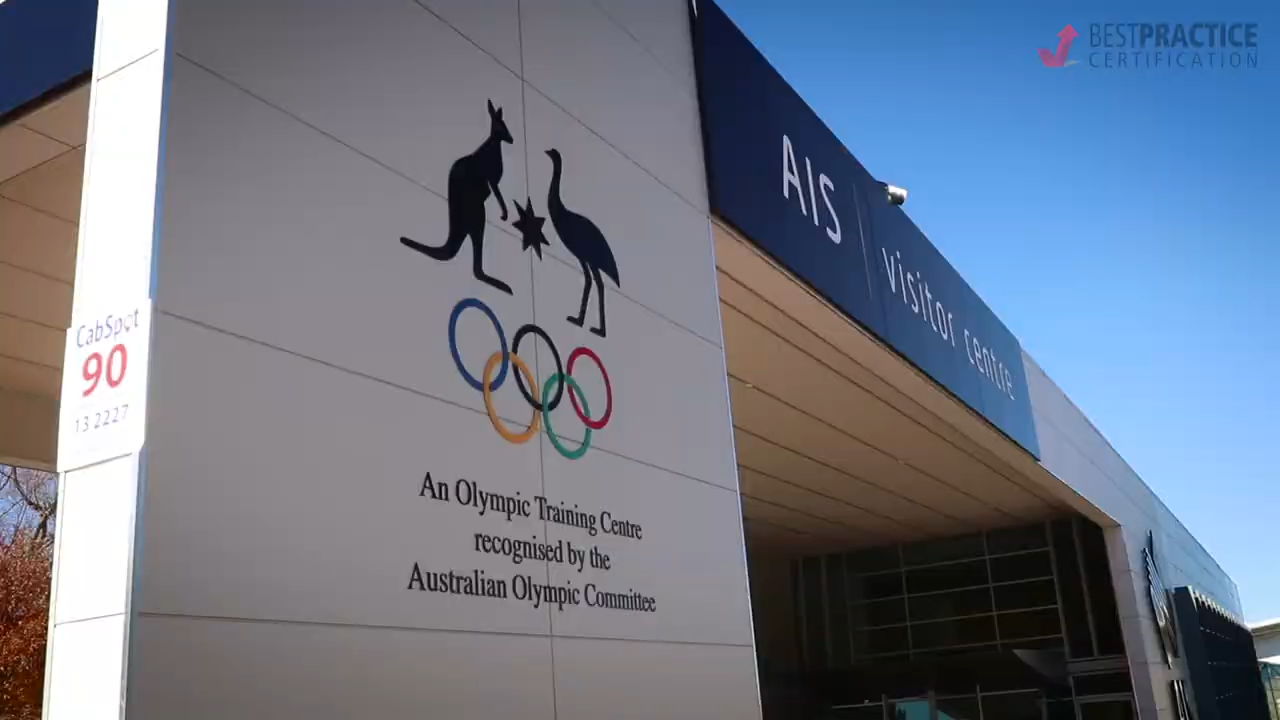 BESTPRACTICE
CERTIFICATION
AIS
visitor centre
CabSpot
90
13 2227
An Olympic Training Centre
recognised by the
Australian Olympic Committee